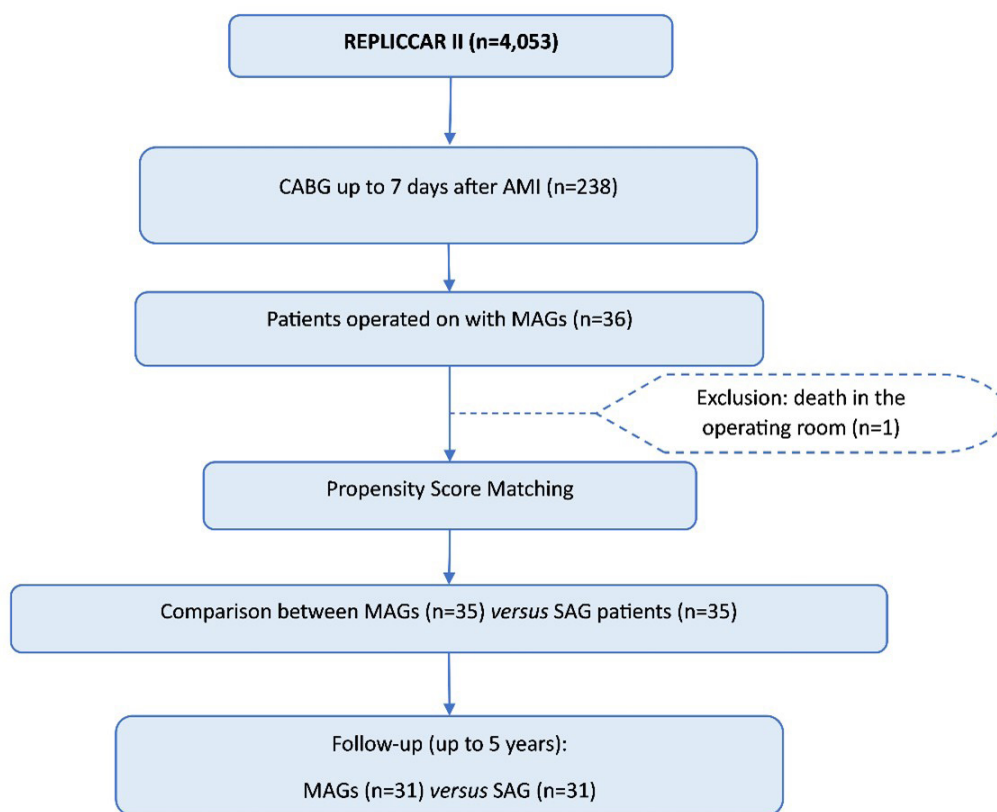 REPLICCAR II (n=4,053)
CABG up to 7 days after AMI (n=238)
Patients operated on with MAGs (n=36)
Exclusion: death in the
operating room (n=1)
Propensity Score Matching
Comparison between MAGs (n=35) versus SAG patients (n=35)
Follow-up (up to 5 years):
MAGs (n=31) versus SAG (n=31)